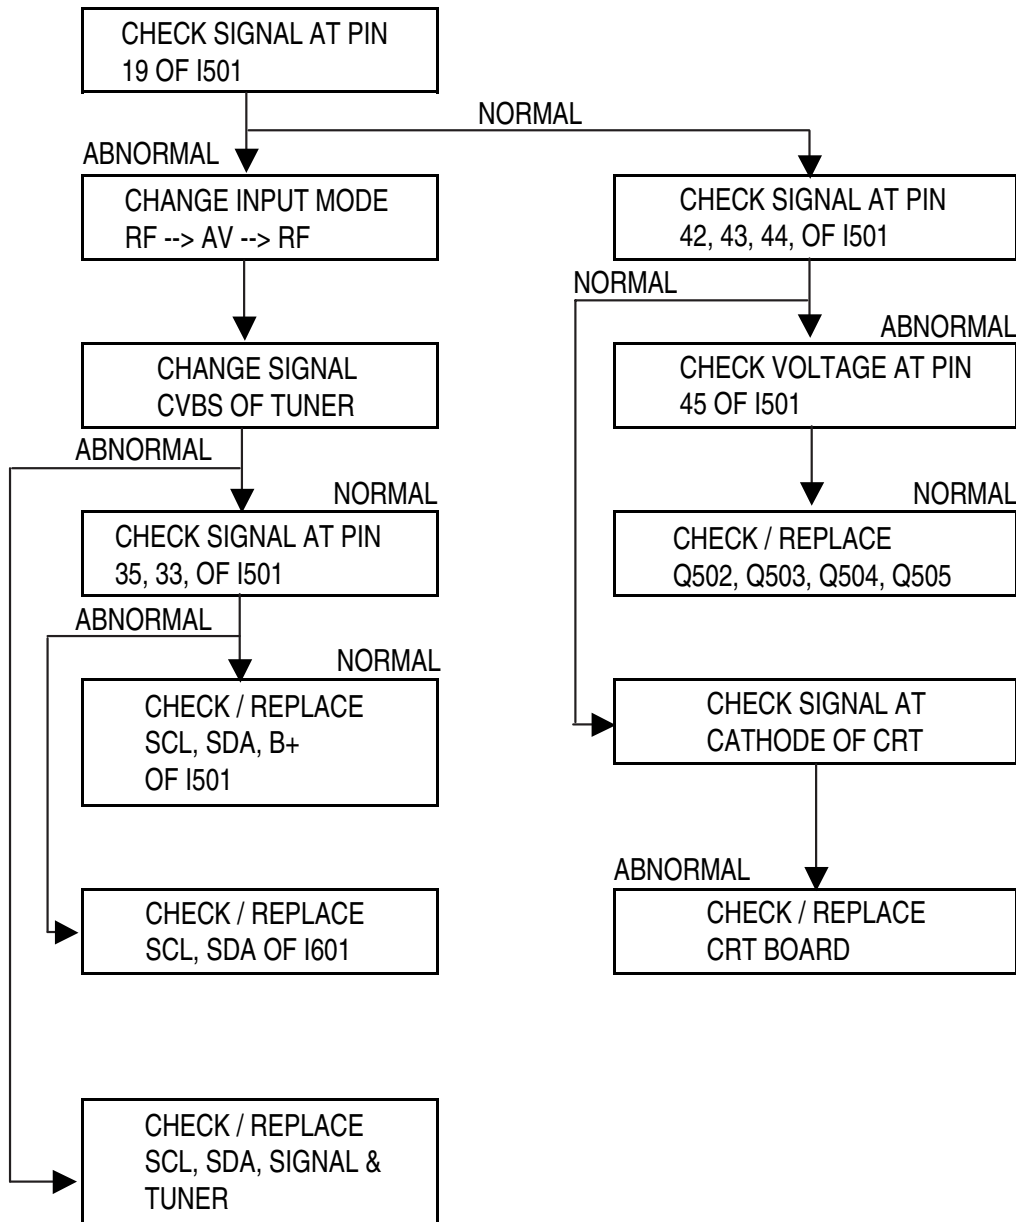 CHECK SIGNAL AT PIN
19 OF I501
NORMAL
ABNORMAL
CHANGE INPUT MODE
RF --> AV --> RF
CHECK SIGNAL AT PIN
42, 43, 44, OF I501
NORMAL
ABNORMAL
CHANGE SIGNAL
CVBS OF TUNER
CHECK VOLTAGE AT PIN
45 OF I501
ABNORMAL
NORMAL
NORMAL
CHECK SIGNAL AT PIN
35, 33, OF I501
CHECK / REPLACE
Q502, Q503, Q504, Q505
ABNORMAL
NORMAL
CHECK / REPLACE
SCL, SDA, B+
OF I501
CHECK SIGNAL AT
CATHODE OF CRT
ABNORMAL
CHECK / REPLACE
SCL, SDA OF I601
CHECK / REPLACE
CRT BOARD
CHECK / REPLACE
SCL, SDA, SIGNAL &
TUNER